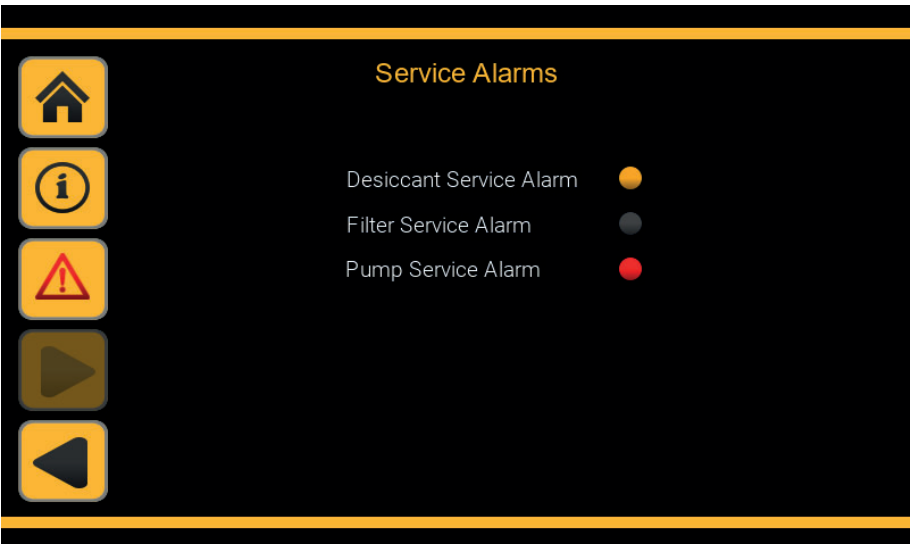 Service Alarms
Desiccant Service Alarm
Filter Service Alarm
Pump Service Alarm